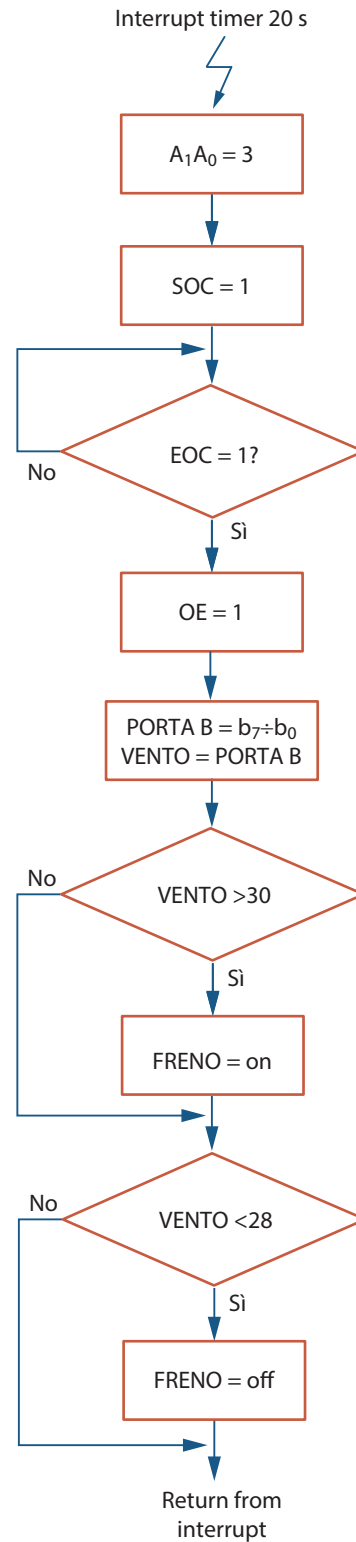 Interrupt timer 20 s
A₁A₀ = 3
SOC = 1
EOC = 1?
No
Sì
OE = 1
PORTA B = b₇÷b₀
VENTO = PORTA B
No
VENTO >30
Sì
FRENO = on
No
VENTO <28
Sì
FRENO = off
Return from
interrupt